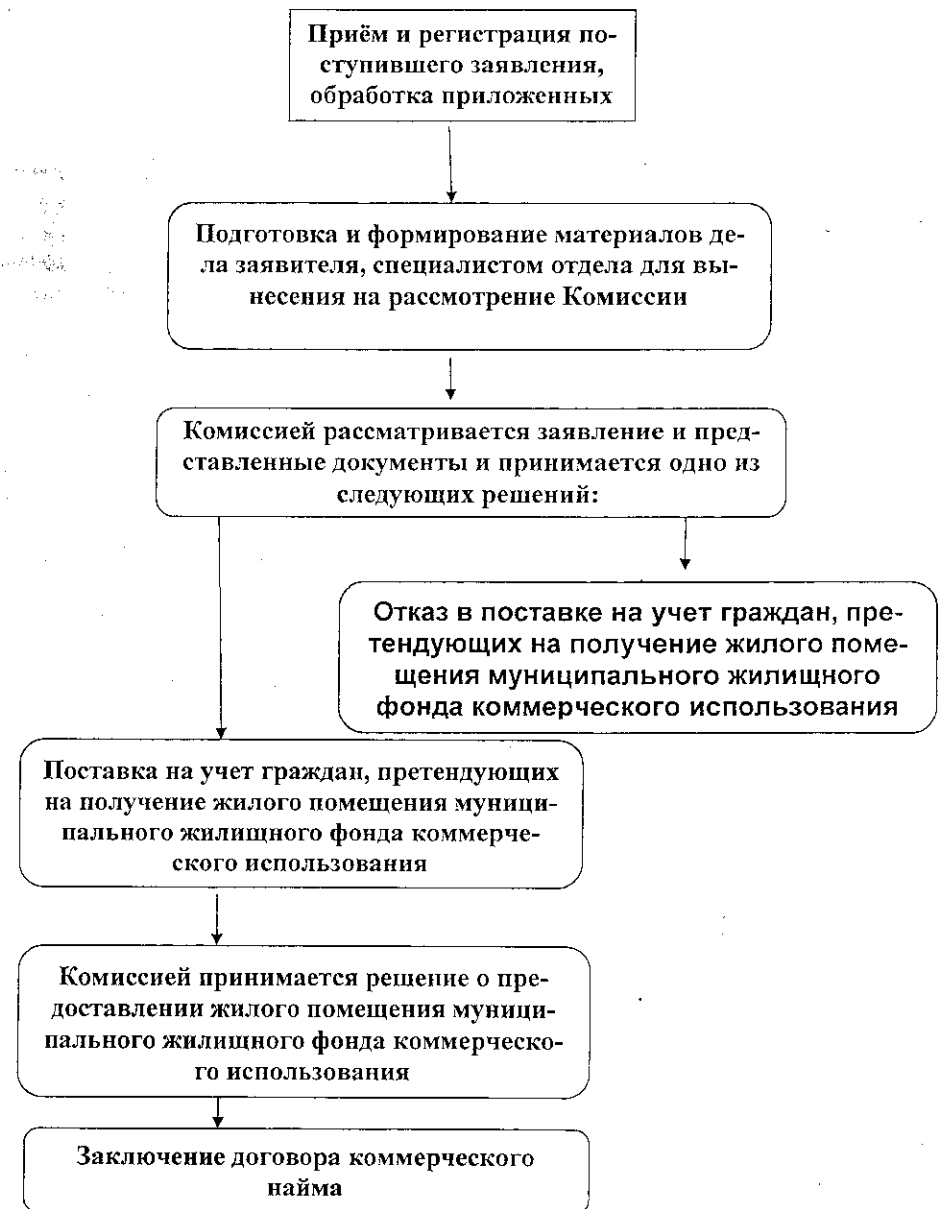 Приём и регистрация по-
ступившего заявления,
обработка приложенных
Подготовка и формирование материалов де-
ла заявителя, специалистом отдела для вы-
несения на рассмотрение Комиссии
Комиссией рассматривается заявление и пред-
ставленные документы и принимается одно из
следующих решений:
Отказ в поставке на учет граждан, пре-
тендующих на получение жилого поме-
щения муниципального жилищного
фонда коммерческого использования
Поставка на учет граждан, претендующих
на получение жилого помещения муници-
пального жилищного фонда коммерче-
ского использования
Комиссией принимается решение о пре-
доставлении жилого помещения муници-
пального жилищного фонда коммерческо-
го использования
Заключение договора коммерческого
найма